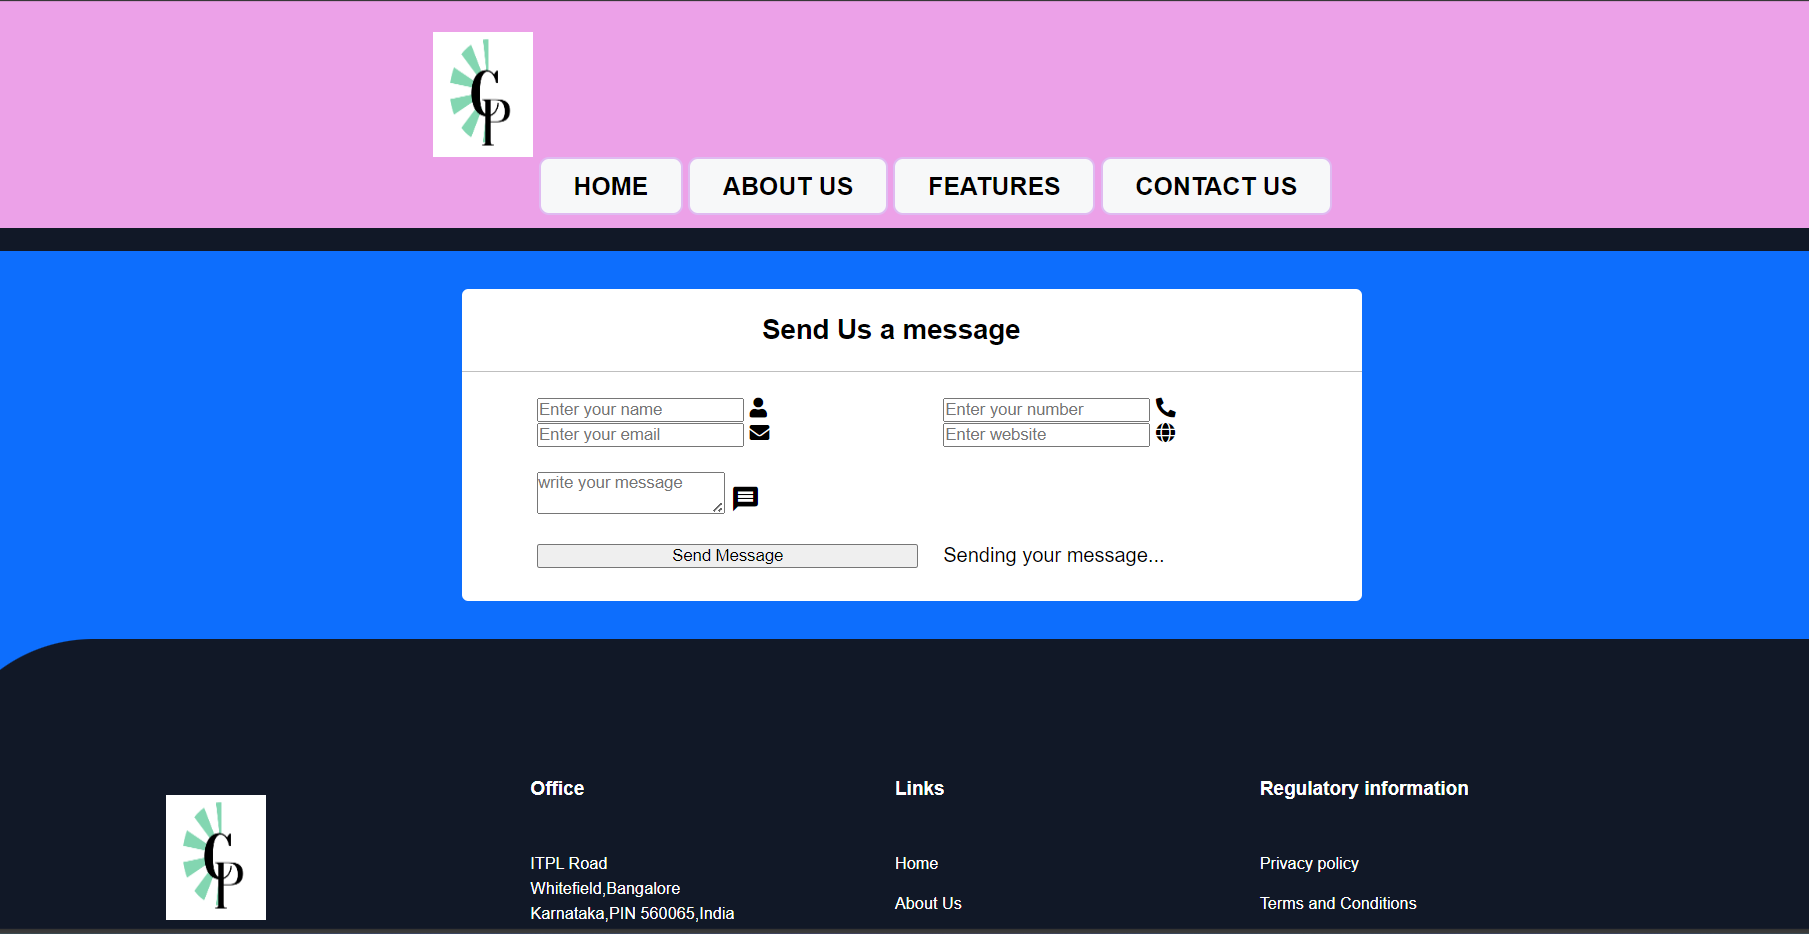 CP
HOME ABOUT US FEATURES CONTACT US
Send Us a message
Enter your name Enter your number
Enter your email Enter website
write your message
Send Message Sending your message...
Office Links Regulatory information
CP
ITPL Road
Whitefield,Bangalore
Karnataka,PIN 560065,India
Home
About Us
Privacy policy
Terms and Conditions